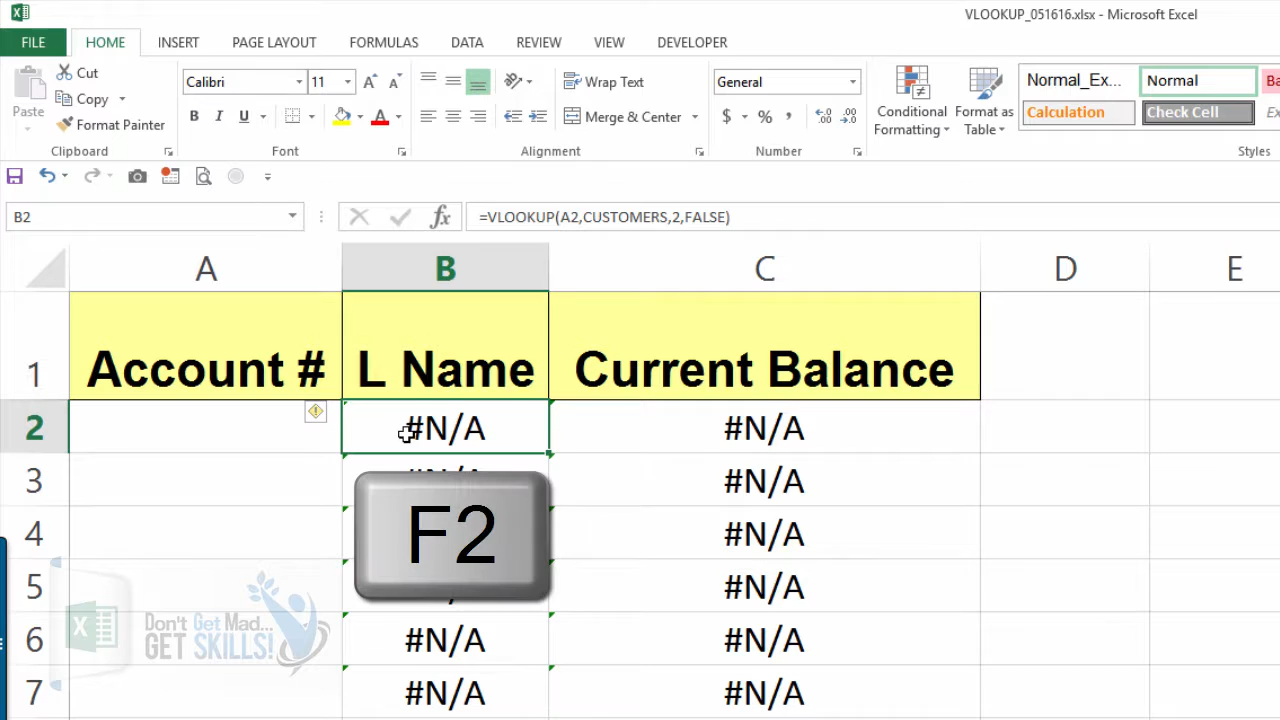 VLOOKUP_051616.xlsx - Microsoft Excel
FILE HOME INSERT PAGE LAYOUT FORMULAS DATA REVIEW VIEW DEVELOPER
Paste
Cut
Copy
Format Painter
Clipboard
Calibri 11
B I U A
Font
Wrap Text
Merge & Center
Alignment
General
$ % ,
Number
Conditional
Formatting
Format as
Table
Normal_Ex... Normal Ba
Calculation Check Cell Ex
Styles
B2 fx =VLOOKUP(A2,CUSTOMERS,2,FALSE)
A B C D E
1 Account # L Name Current Balance
2 #N/A #N/A
3 #N/A
4 #N/A
5 #N/A
6 #N/A #N/A
7 #N/A #N/A
F2
Don't Get Mad...
GET SKILLS!